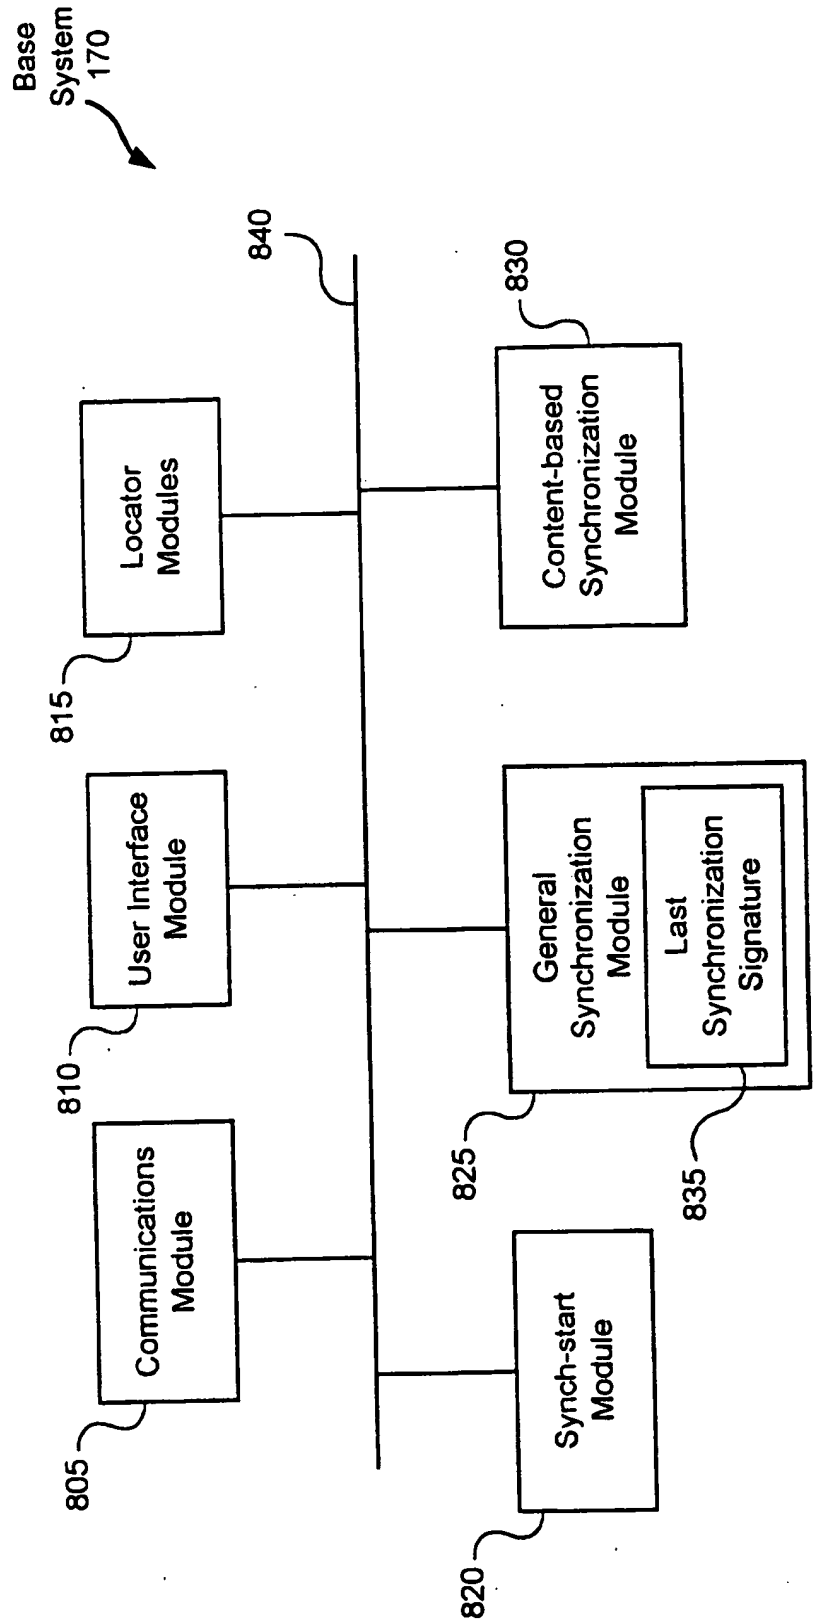 Base
System
170
805
Communications
Module
810
User Interface
Module
815
Locator
Modules
840
820
Synch-start
Module
825
General
Synchronization
Module
835
Last
Synchronization
Signature
830
Content-based
Synchronization
Module